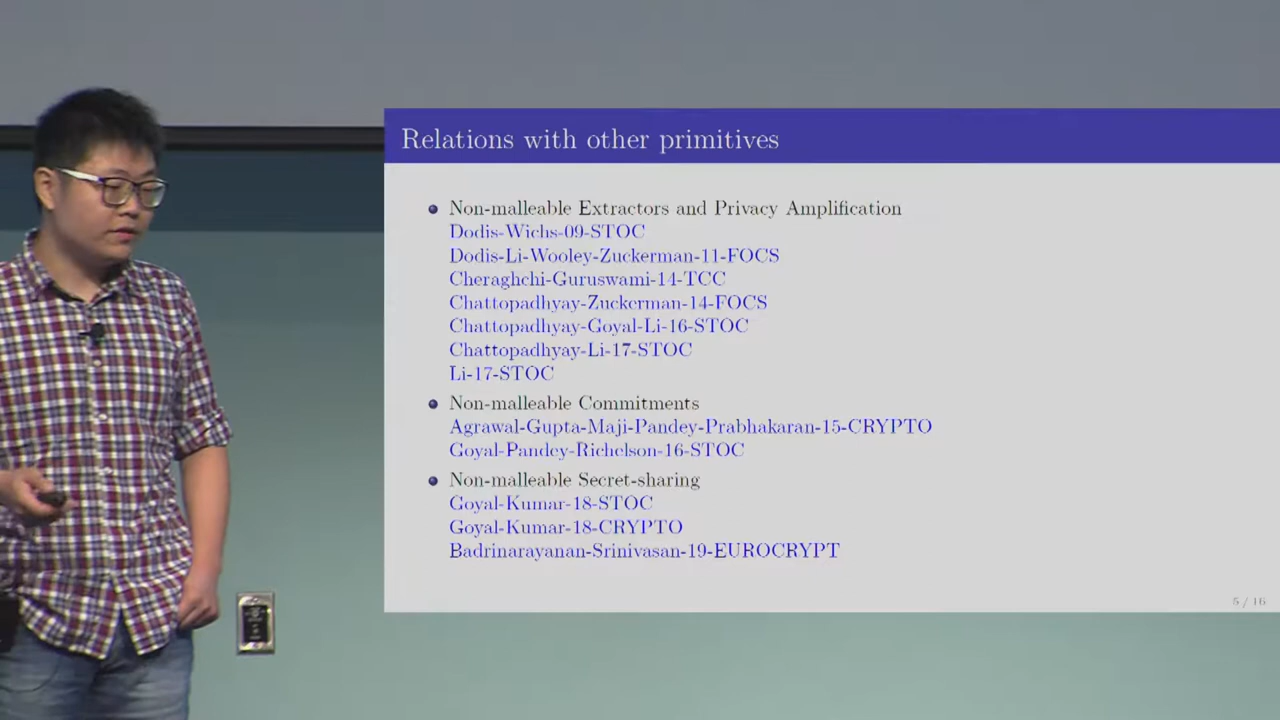 Relations with other primitives
Non-malleable Extractors and Privacy Amplification
Dodis-Wichs-09-STOC
Dodis-Li-Wooley-Zuckerman-11-FOCS
Cheraghchi-Guruswami-14-TCC
Chattopadhyay-Zuckerman-14-FOCS
Chattopadhyay-Goyal-Li-16-STOC
Chattopadhyay-Li-17-STOC
Li-17-STOC
Non-malleable Commitments
Agrawal-Gupta-Maji-Pandey-Prabhakaran-15-CRYPTO
Goyal-Pandey-Richelson-16-STOC
Non-malleable Secret-sharing
Goyal-Kumar-18-STOC
Goyal-Kumar-18-CRYPTO
Badrinarayanan-Srinivasan-19-EUROCRYPT
5 / 16